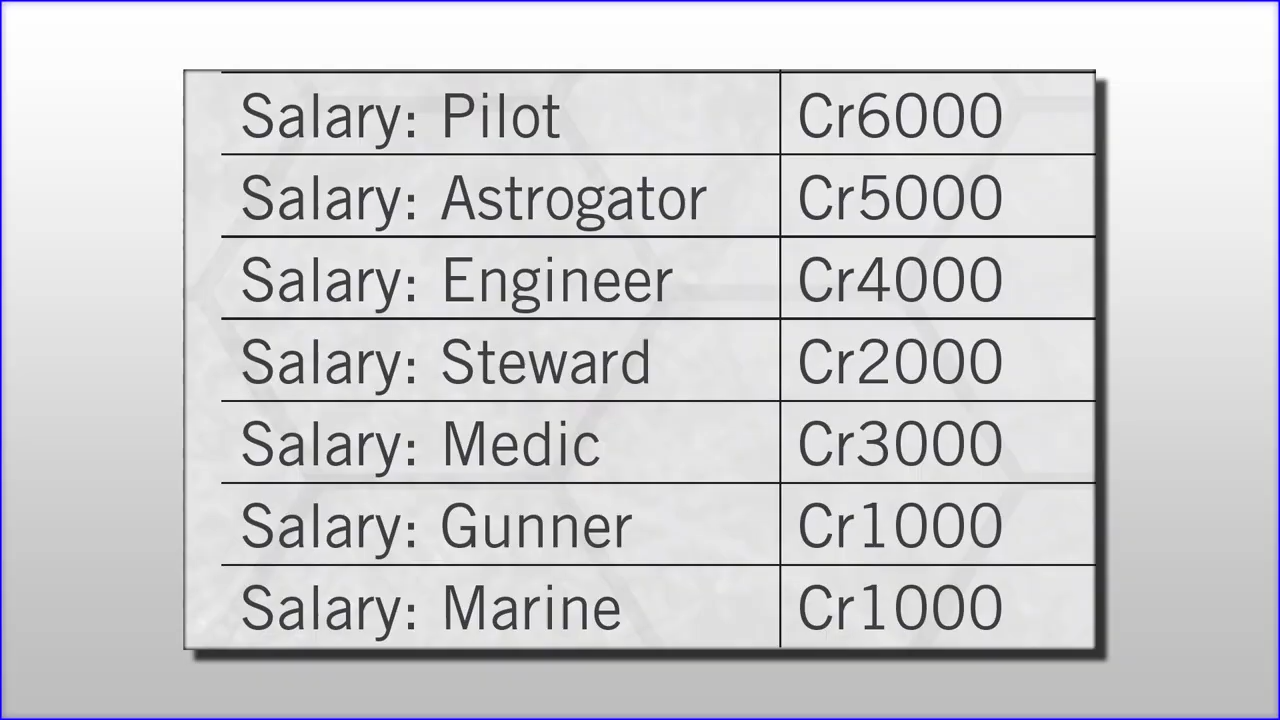 Salary: Pilot Cr6000
Salary: Astrogator Cr5000
Salary: Engineer Cr4000
Salary: Steward Cr2000
Salary: Medic Cr3000
Salary: Gunner Cr1000
Salary: Marine Cr1000